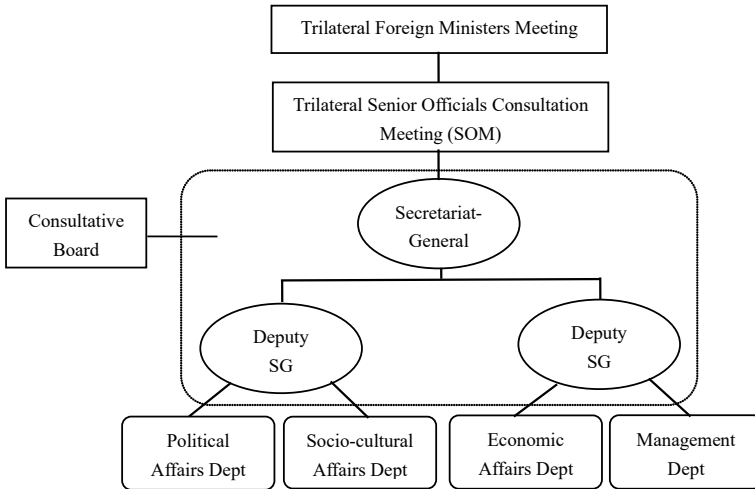 Trilateral Foreign Ministers Meeting
Trilateral Senior Officials Consultation
Meeting (SOM)
Consultative
Board
Secretariat-
General
Deputy
SG
Deputy
SG
Political
Affairs Dept
Socio-cultural
Affairs Dept
Economic
Affairs Dept
Management
Dept